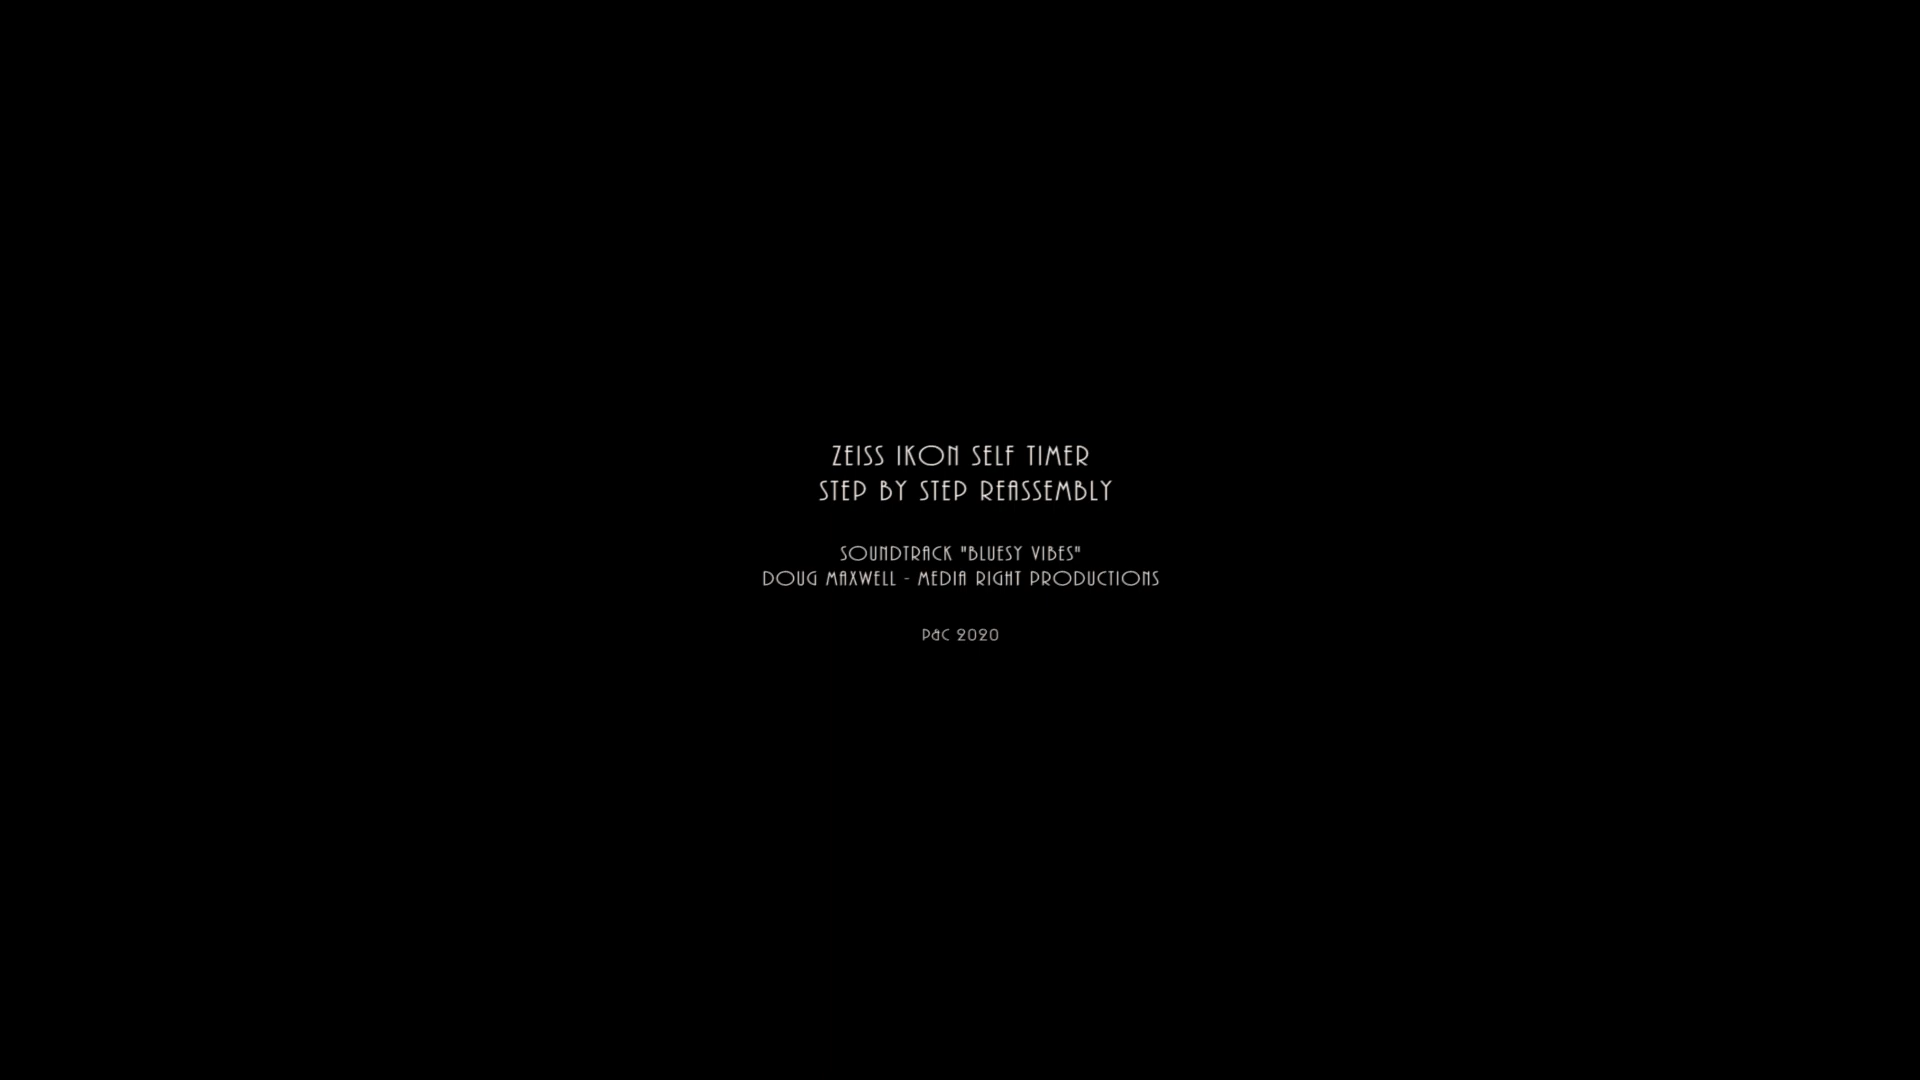 ZEISS IKON SELF TIMER
STEP BY STEP REASSEMBLY
SOUNDTRACK "BLUESY VIBES"
DOUG MAXWELL - MEDIA RIGHT PRODUCTIONS
P&C 2020